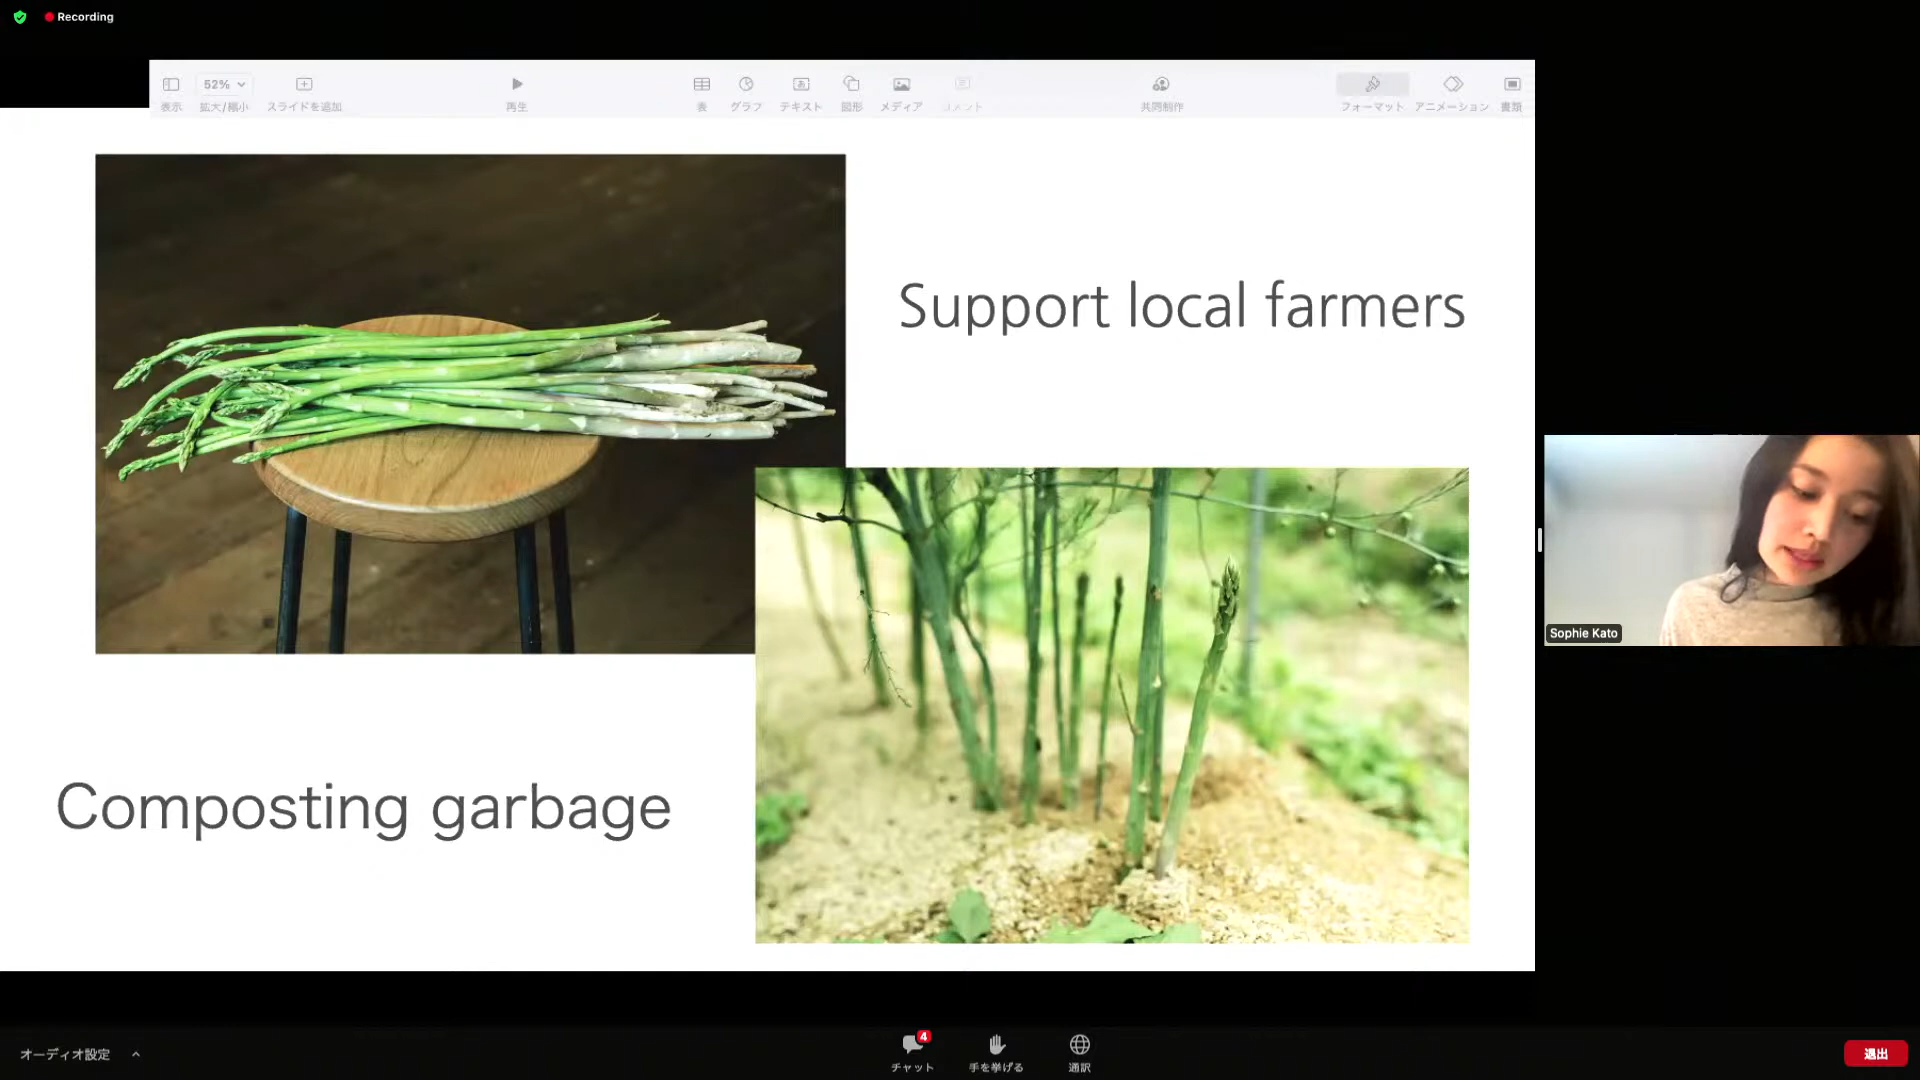 Recording
52%
表示
拡大/縮小
スライドを追加
再生
表
グラフ
テキスト
図形
メディア
コメント
共同制作
フォーマット
アニメーション
書類
Support local farmers
Composting garbage
Sophie Kato
オーディオ設定
4
チャット
手を挙げる
通訳
退出